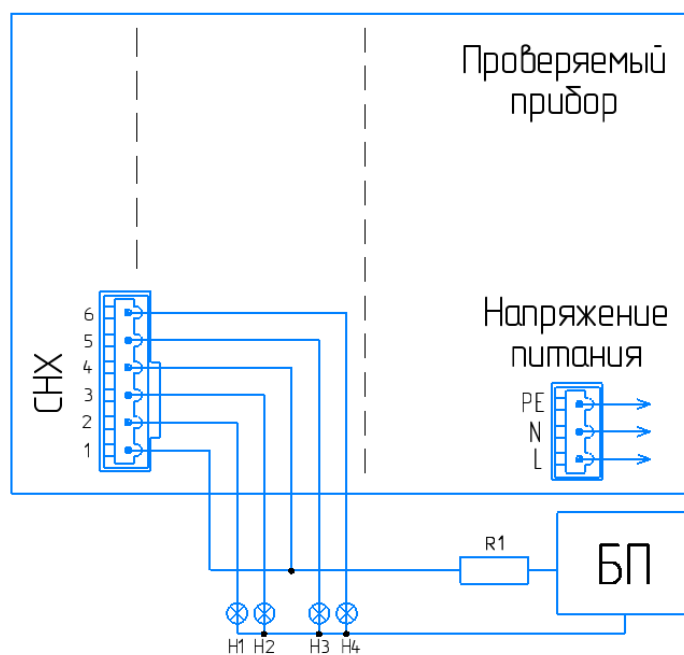 Проверяемый
прибор
СНХ
6
5
4
3
2
1
Напряжение
питания
PE
N
L
R1
БП
H1 H2 H3 H4